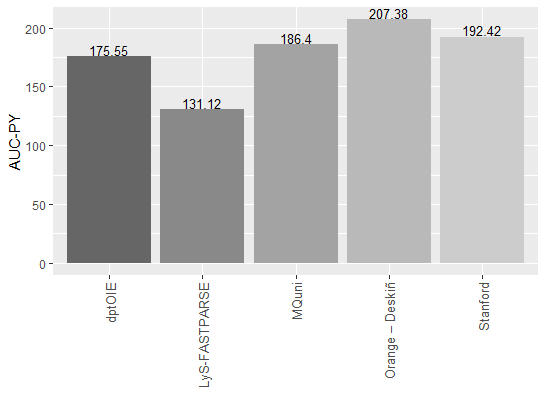 207.38
200
192.42
186.4
175.55
150
131.12
100
50
0
AUC-PY
dptOIE
LyS-FASTPARSE
MQuni
Orange – Deskiñ
Stanford